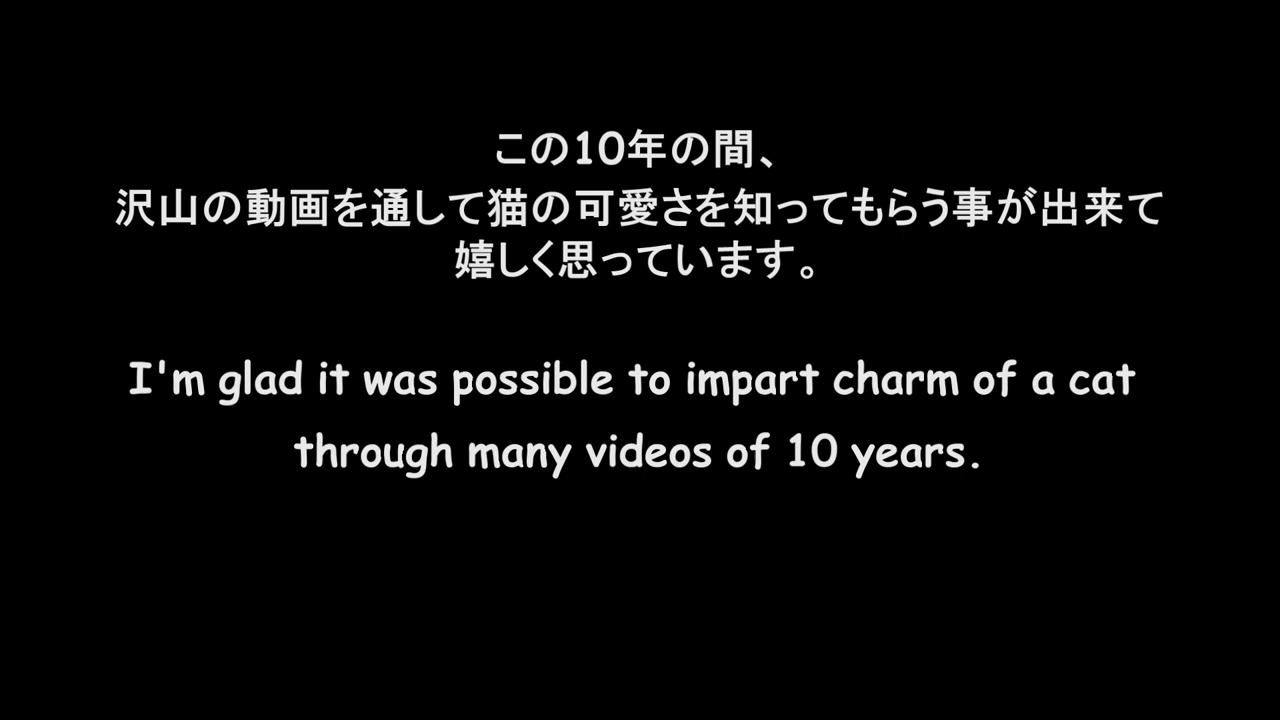 この10年の間、
沢山の動画を通して猫の可愛さを知ってもらう事が出来て
嬉しく思っています。
I'm glad it was possible to impart charm of a cat
through many videos of 10 years.